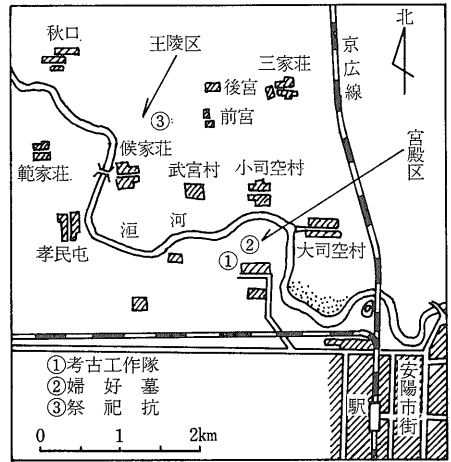 秋口
王陵区
三家荘
京広線
北
後宮
③
前宮
宮殿区
範家荘
候家荘
武官村
小司空村
洹河
孝民屯
②
①
大司空村
①考古工作隊
②婦好墓
③祭祀抗
駅
安陽市街
0 1 2km